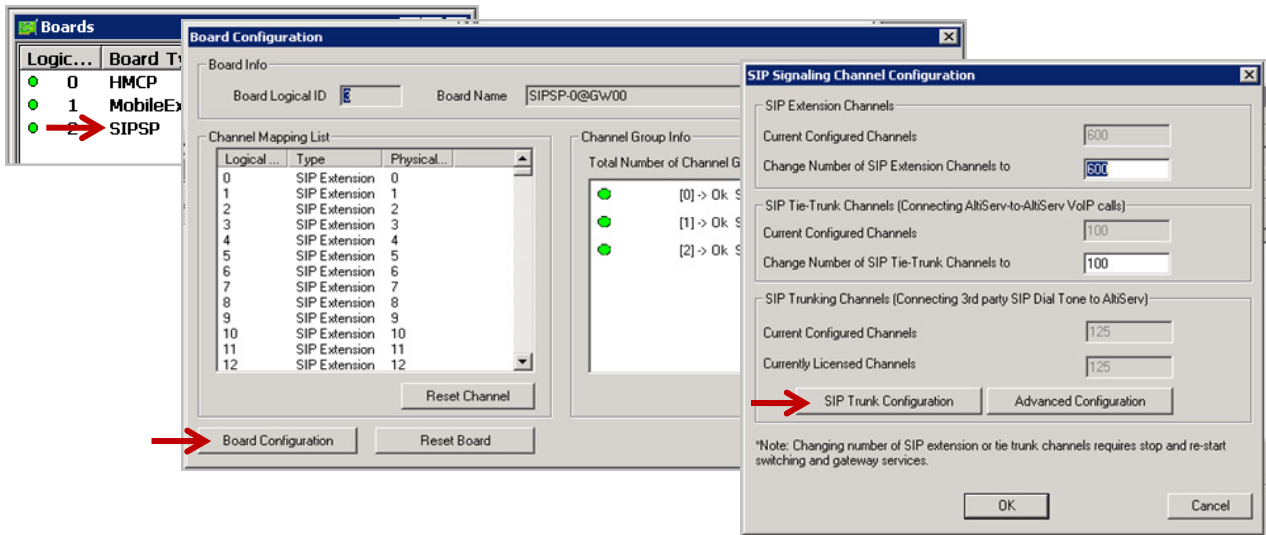 Boards
Logic... Board Ty
0 HMCP
1 MobileEx
2 SIPSP
Board Configuration
Board Info
Board Logical ID Board Name SIPSP-0@GW00
Channel Mapping List
Logical ... Type Physical...
0 SIP Extension 0
1 SIP Extension 1
2 SIP Extension 2
3 SIP Extension 3
4 SIP Extension 4
5 SIP Extension 5
6 SIP Extension 6
7 SIP Extension 7
8 SIP Extension 8
9 SIP Extension 9
10 SIP Extension 10
11 SIP Extension 11
12 SIP Extension 12
Reset Channel
Board Configuration Reset Board
Channel Group Info
Total Number of Channel G
[0] -> Ok S
[1] -> Ok S
[2] -> Ok S
SIP Signaling Channel Configuration
SIP Extension Channels
Current Configured Channels 600
Change Number of SIP Extension Channels to 600
SIP Tie-Trunk Channels (Connecting AltiServ-to-AltiServ VoIP calls)
Current Configured Channels 100
Change Number of SIP Tie-Trunk Channels to 100
SIP Trunking Channels (Connecting 3rd party SIP Dial Tone to AltiServ)
Current Configured Channels 125
Currently Licensed Channels 125
SIP Trunk Configuration Advanced Configuration
*Note: Changing number of SIP extension or tie trunk channels requires stop and re-start
switching and gateway services.
OK Cancel